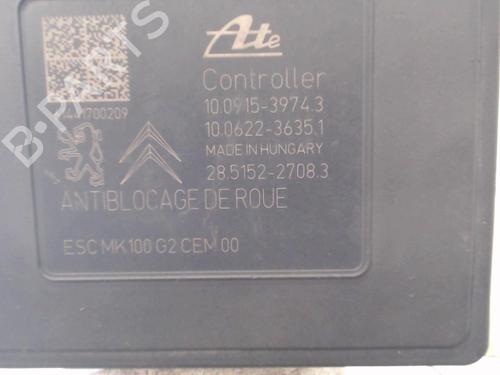 Ate
Controller
10.0915-3974.3
10.0622-3635.1
MADE IN HUNGARY
28.5152-2708.3
ANTIBLOCAGE DE ROUE
ESC MK100 G2 CEM 00
B-PARTS